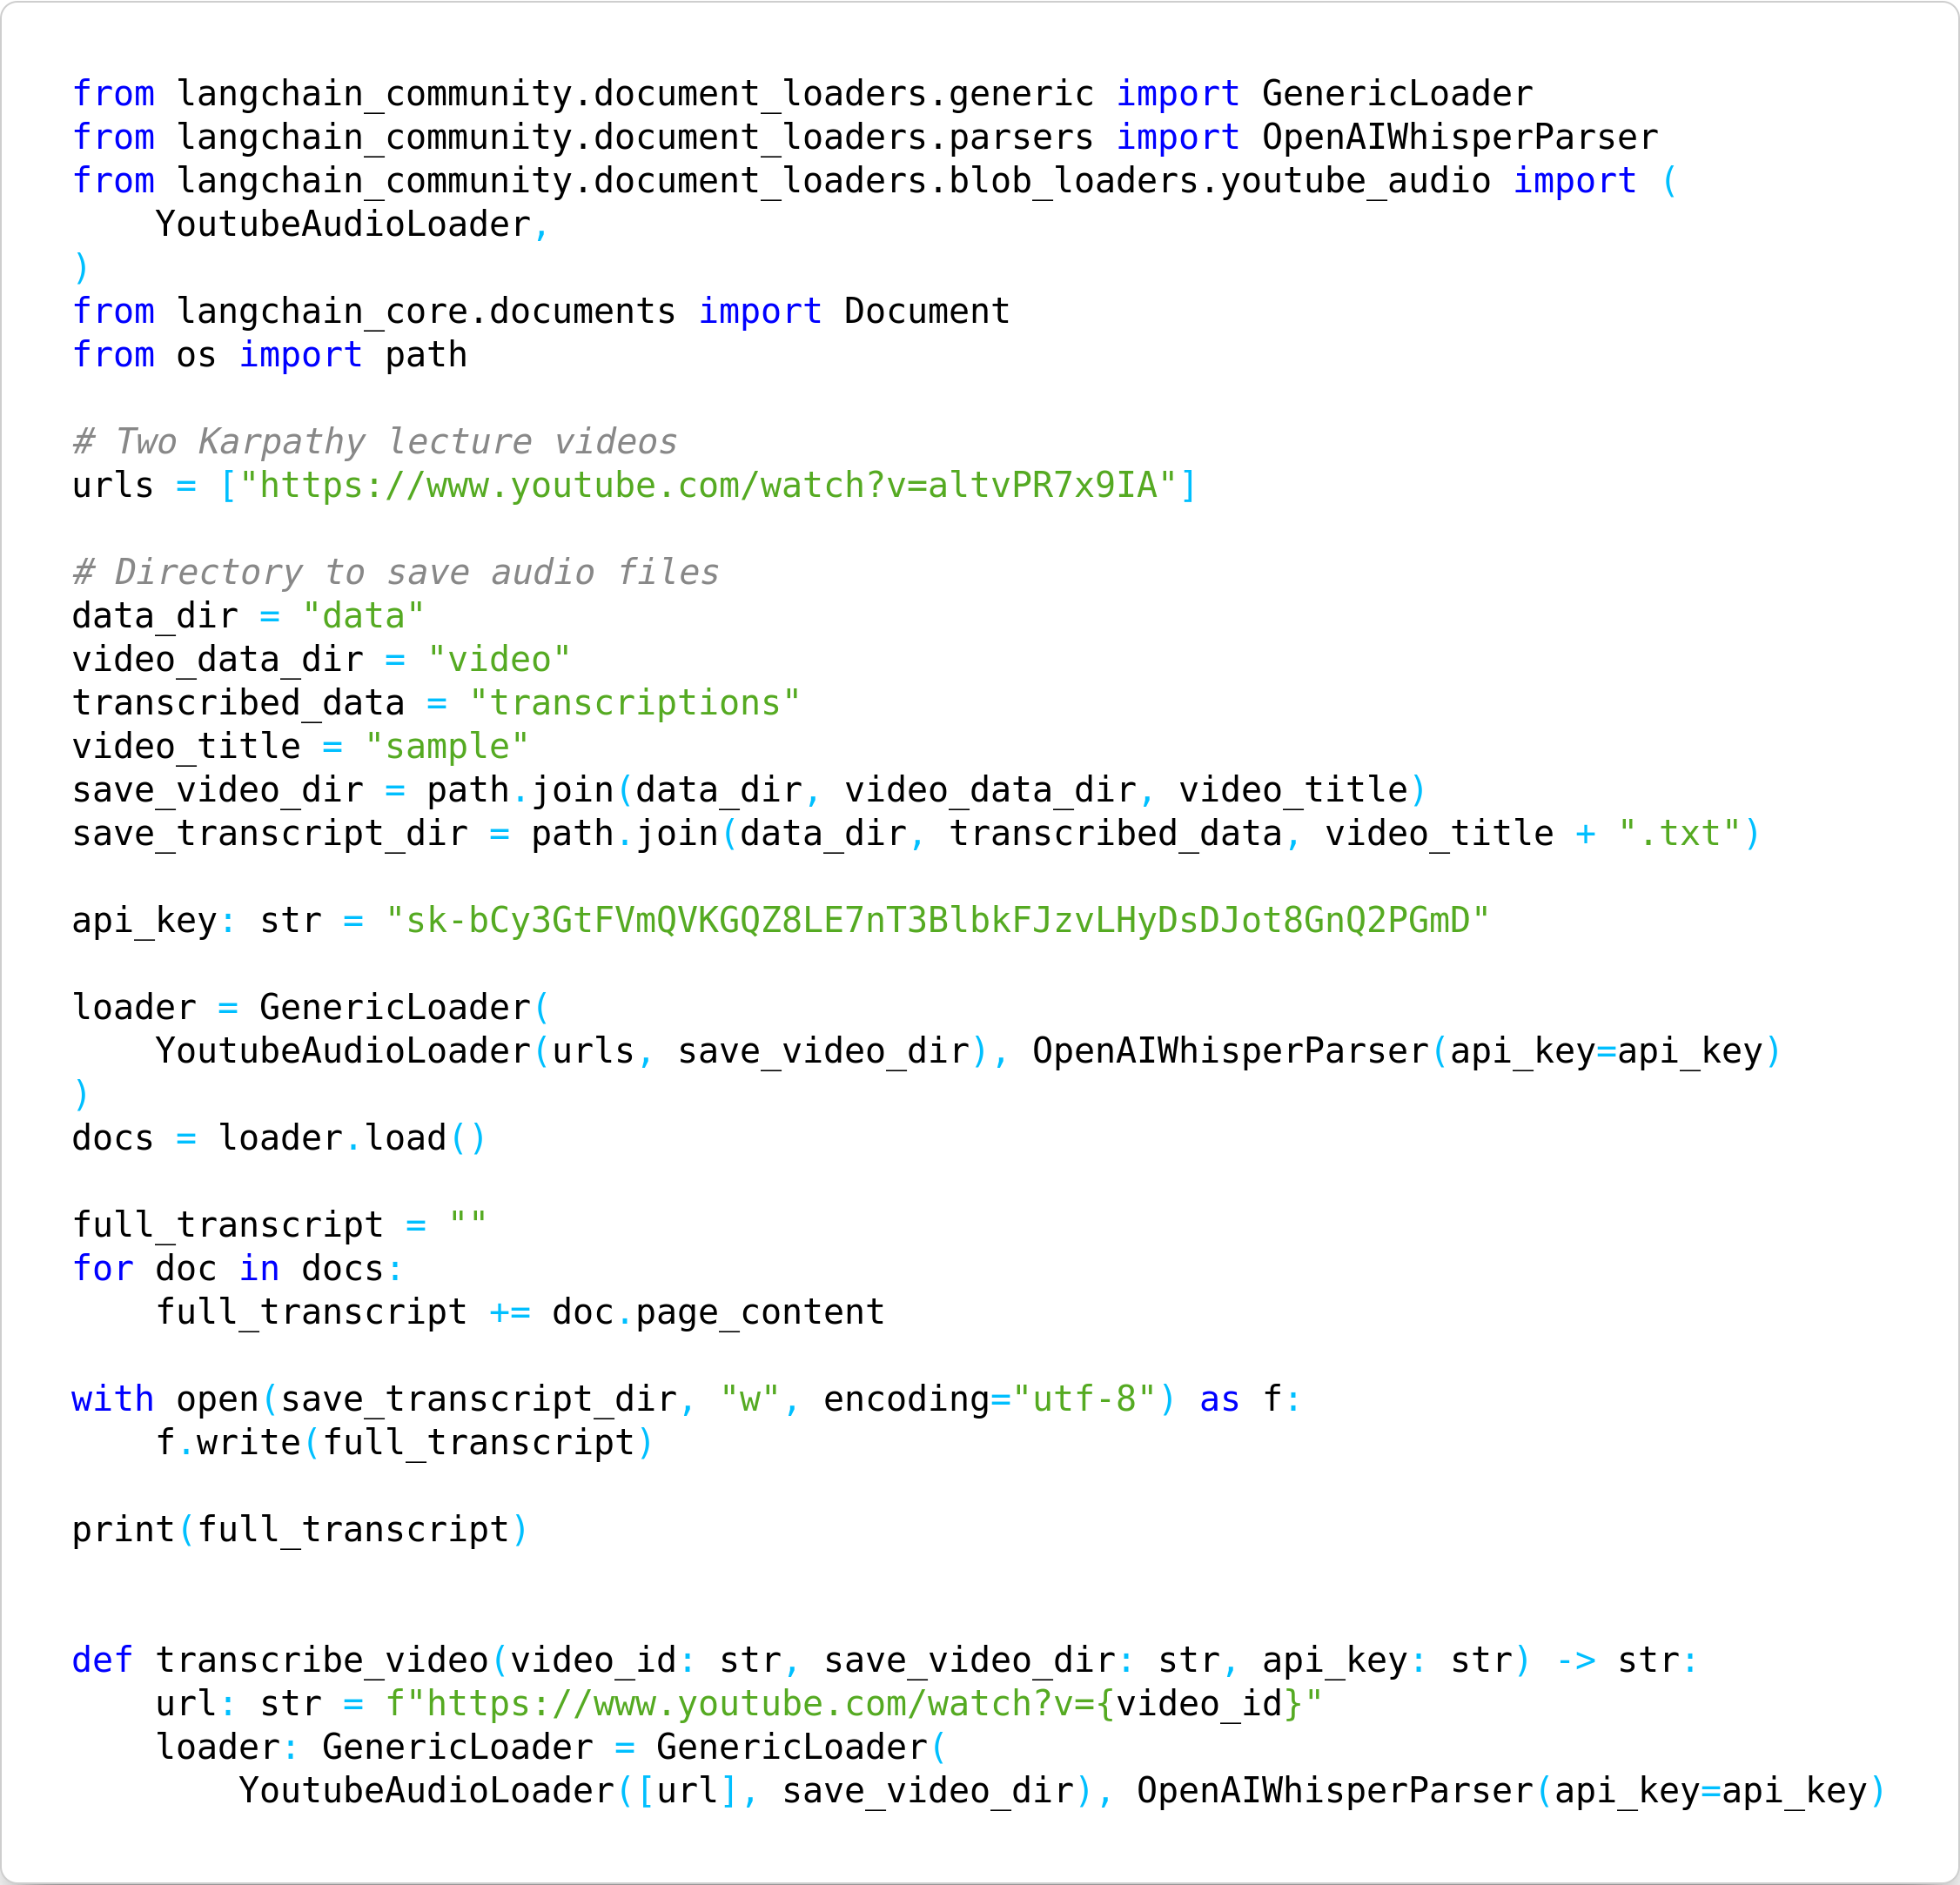 from langchain_community.document_loaders.generic import GenericLoader
from langchain_community.document_loaders.parsers import OpenAIWhisperParser
from langchain_community.document_loaders.blob_loaders.youtube_audio import (
    YoutubeAudioLoader,
)
from langchain_core.documents import Document
from os import path

# Two Karpathy lecture videos
urls = ["https://www.youtube.com/watch?v=altvPR7x9IA"]

# Directory to save audio files
data_dir = "data"
video_data_dir = "video"
transcribed_data = "transcriptions"
video_title = "sample"
save_video_dir = path.join(data_dir, video_data_dir, video_title)
save_transcript_dir = path.join(data_dir, transcribed_data, video_title + ".txt")

api_key: str = "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"

loader = GenericLoader(
    YoutubeAudioLoader(urls, save_video_dir), OpenAIWhisperParser(api_key=api_key)
)
docs = loader.load()

full_transcript = ""
for doc in docs:
    full_transcript += doc.page_content

with open(save_transcript_dir, "w", encoding="utf-8") as f:
    f.write(full_transcript)

print(full_transcript)


def transcribe_video(video_id: str, save_video_dir: str, api_key: str) -> str:
    url: str = f"https://www.youtube.com/watch?v={video_id}"
    loader: GenericLoader = GenericLoader(
        YoutubeAudioLoader([url], save_video_dir), OpenAIWhisperParser(api_key=api_key)